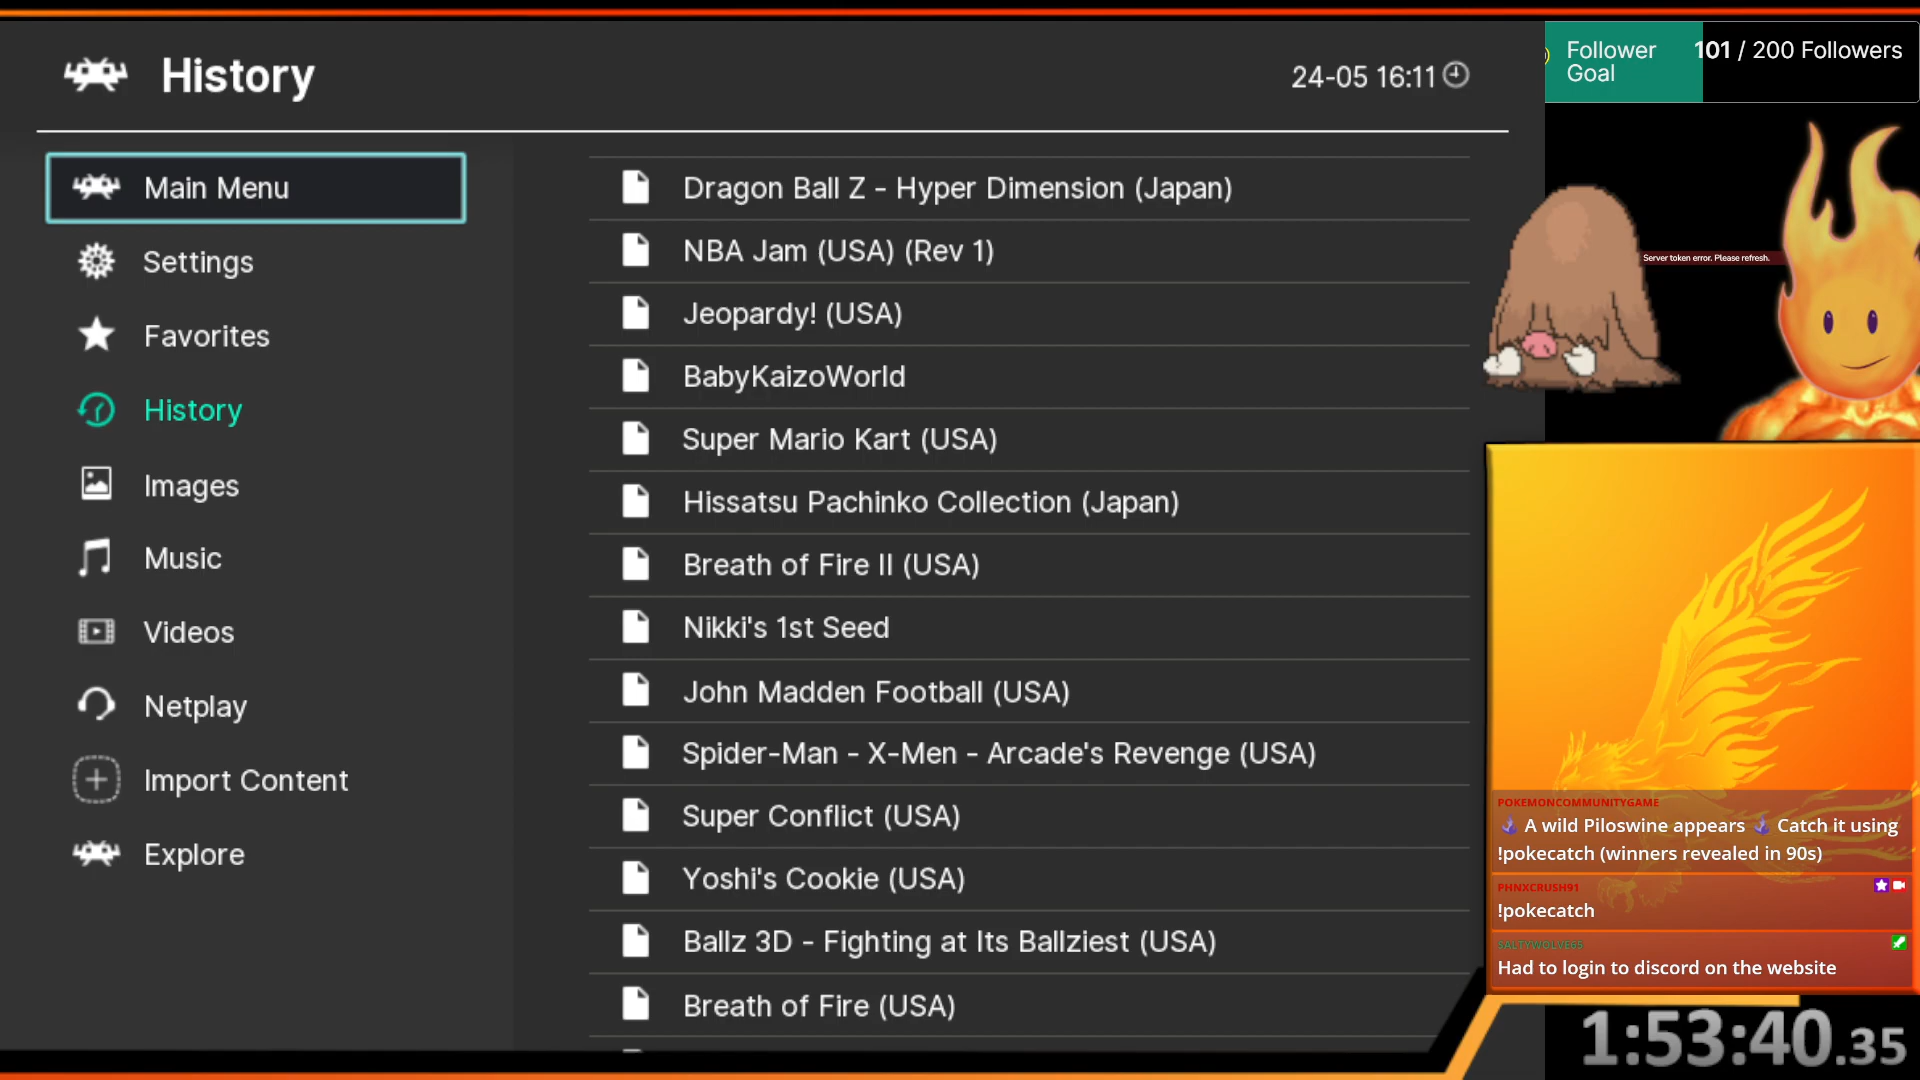 History
24-05 16:11
Main Menu
Settings
Favorites
History
Images
Music
Videos
Netplay
Import Content
Explore
Dragon Ball Z - Hyper Dimension (Japan)
NBA Jam (USA) (Rev 1)
Jeopardy! (USA)
BabyKaizoWorld
Super Mario Kart (USA)
Hissatsu Pachinko Collection (Japan)
Breath of Fire II (USA)
Nikki's 1st Seed
John Madden Football (USA)
Spider-Man - X-Men - Arcade's Revenge (USA)
Super Conflict (USA)
Yoshi's Cookie (USA)
Ballz 3D - Fighting at Its Ballziest (USA)
Breath of Fire (USA)
Follower
Goal
101 / 200 Followers
Server token error. Please refresh.
POKEMONCOMMUNITYGAME
A wild Piloswine appears Catch it using
!pokecatch (winners revealed in 90s)
PHNXCRUSH91
!pokecatch
Had to login to discord on the website
1:53:40.35